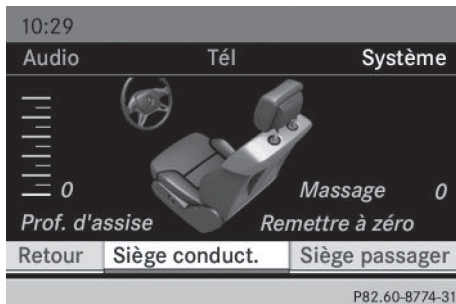 10:29
Audio Tél Système
0 Massage 0
Prof. d'assise Remettre à zéro
Retour Siège conduct. Siège passager
P82.60-8774-31